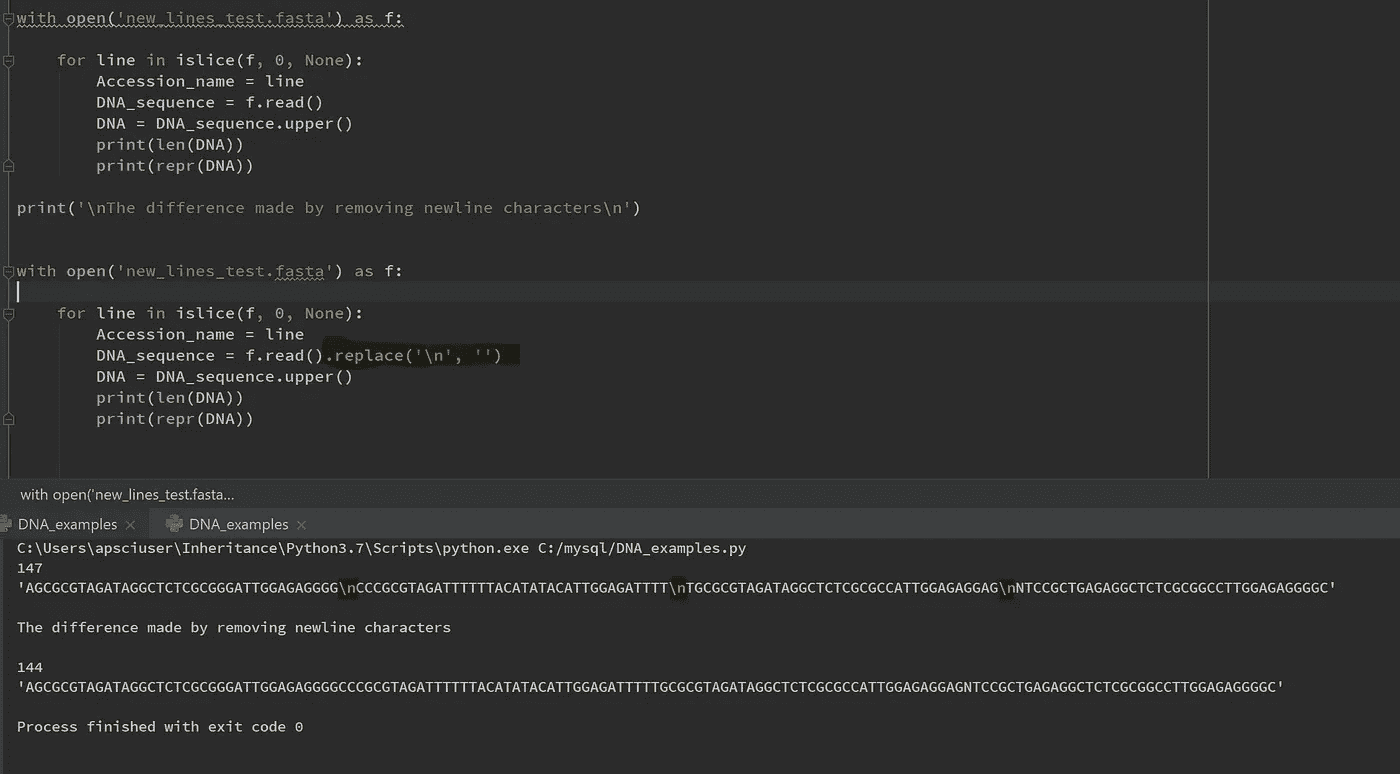 with open('new_lines_test.fasta') as f:
for line in islice(f, 0, None):
Accession_name = line
DNA_sequence = f.read()
DNA = DNA_sequence.upper()
print(len(DNA))
print(repr(DNA))
print('\nThe difference made by removing newline characters\n')
with open('new_lines_test.fasta') as f:
for line in islice(f, 0, None):
Accession_name = line
DNA_sequence = f.read().replace('\n', '')
DNA = DNA_sequence.upper()
print(len(DNA))
print(repr(DNA))
with open('new_lines_test.fasta...
DNA_examples × DNA_examples ×
C:\Users\apsciuser\Inheritance\Python3.7\Scripts\python.exe C:/mysql/DNA_examples.py
147
'AGCGCGTAGATAGGCTCTCGCGGGATTGGAGAGGGG\nCCCGCGTAGATTTTTTACATATACATTGGAGATTTT\nTGCGCGTAGATAGGCTCTCGCGCCATTGGAGAGGAG\nNTCCGCTGAGAGGCTCTCGCGGCCTTGGAGAGGGGC'
The difference made by removing newline characters
144
'AGCGCGTAGATAGGCTCTCGCGGGATTGGAGAGGGGCCCGCGTAGATTTTTTACATATACATTGGAGATTTTTGCGCGTAGATAGGCTCTCGCGCCATTGGAGAGGAGNTCCGCTGAGAGGCTCTCGCGGCCTTGGAGAGGGGC'
Process finished with exit code 0